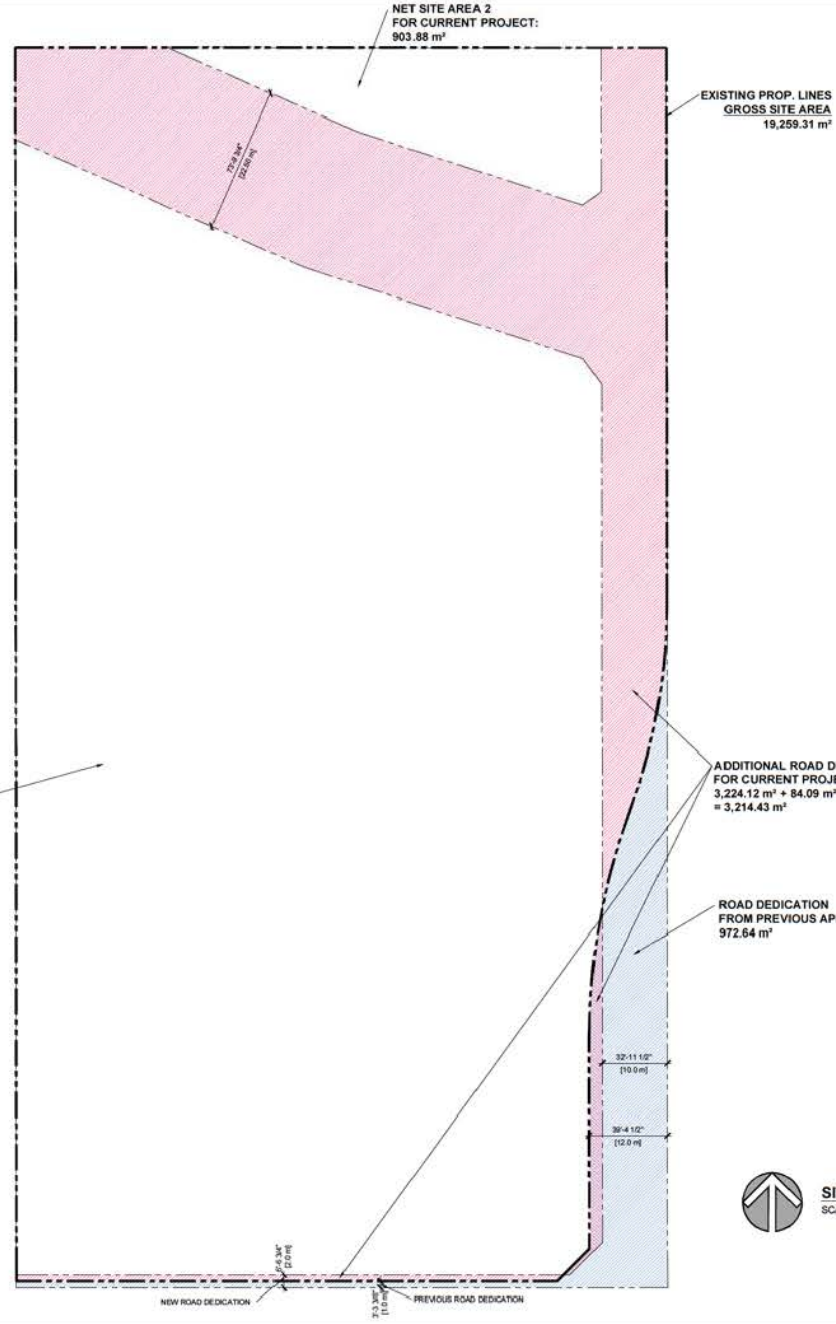 NET SITE AREA 2
FOR CURRENT PROJECT:
903.88 m²
EXISTING PROP. LINES
GROSS SITE AREA
19,259.31 m²
73'-9 3/4"
[22.50 m]
ADDITIONAL ROAD D
FOR CURRENT PROJE
3,224.12 m² + 84.09 m²
= 3,214.43 m²
ROAD DEDICATION
FROM PREVIOUS AP
972.64 m²
32'-11 1/2"
[10.0 m]
39'-4 1/2"
[12.0 m]
SI
SC
6'-6 3/4"
[2.0 m]
NEW ROAD DEDICATION
3'-3 3/8"
[1.0 m]
PREVIOUS ROAD DEDICATION